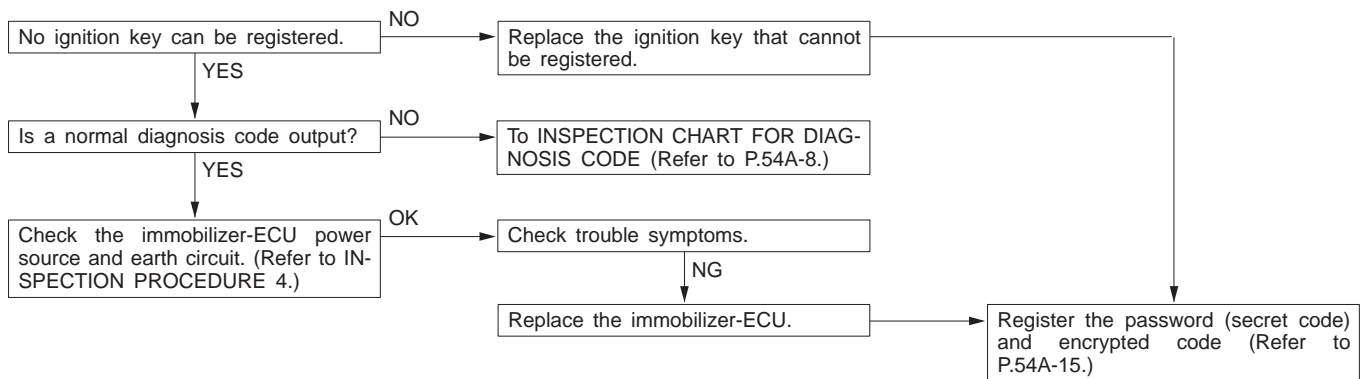 No ignition key can be registered.
NO
Replace the ignition key that cannot
be registered.
YES
Is a normal diagnosis code output?
NO
To INSPECTION CHART FOR DIAG-
NOSIS CODE (Refer to P.54A-8.)
YES
Check the immobilizer-ECU power
source and earth circuit. (Refer to IN-
SPECTION PROCEDURE 4.)
OK
Check trouble symptoms.
NG
Replace the immobilizer-ECU.
Register the password (secret code)
and encrypted code (Refer to
P.54A-15.)